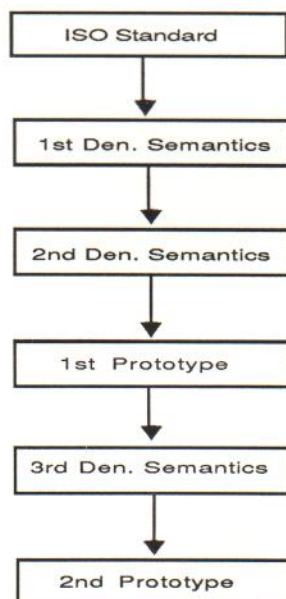 ISO Standard
1st Den. Semantics
2nd Den. Semantics
1st Prototype
3rd Den. Semantics
2nd Prototype